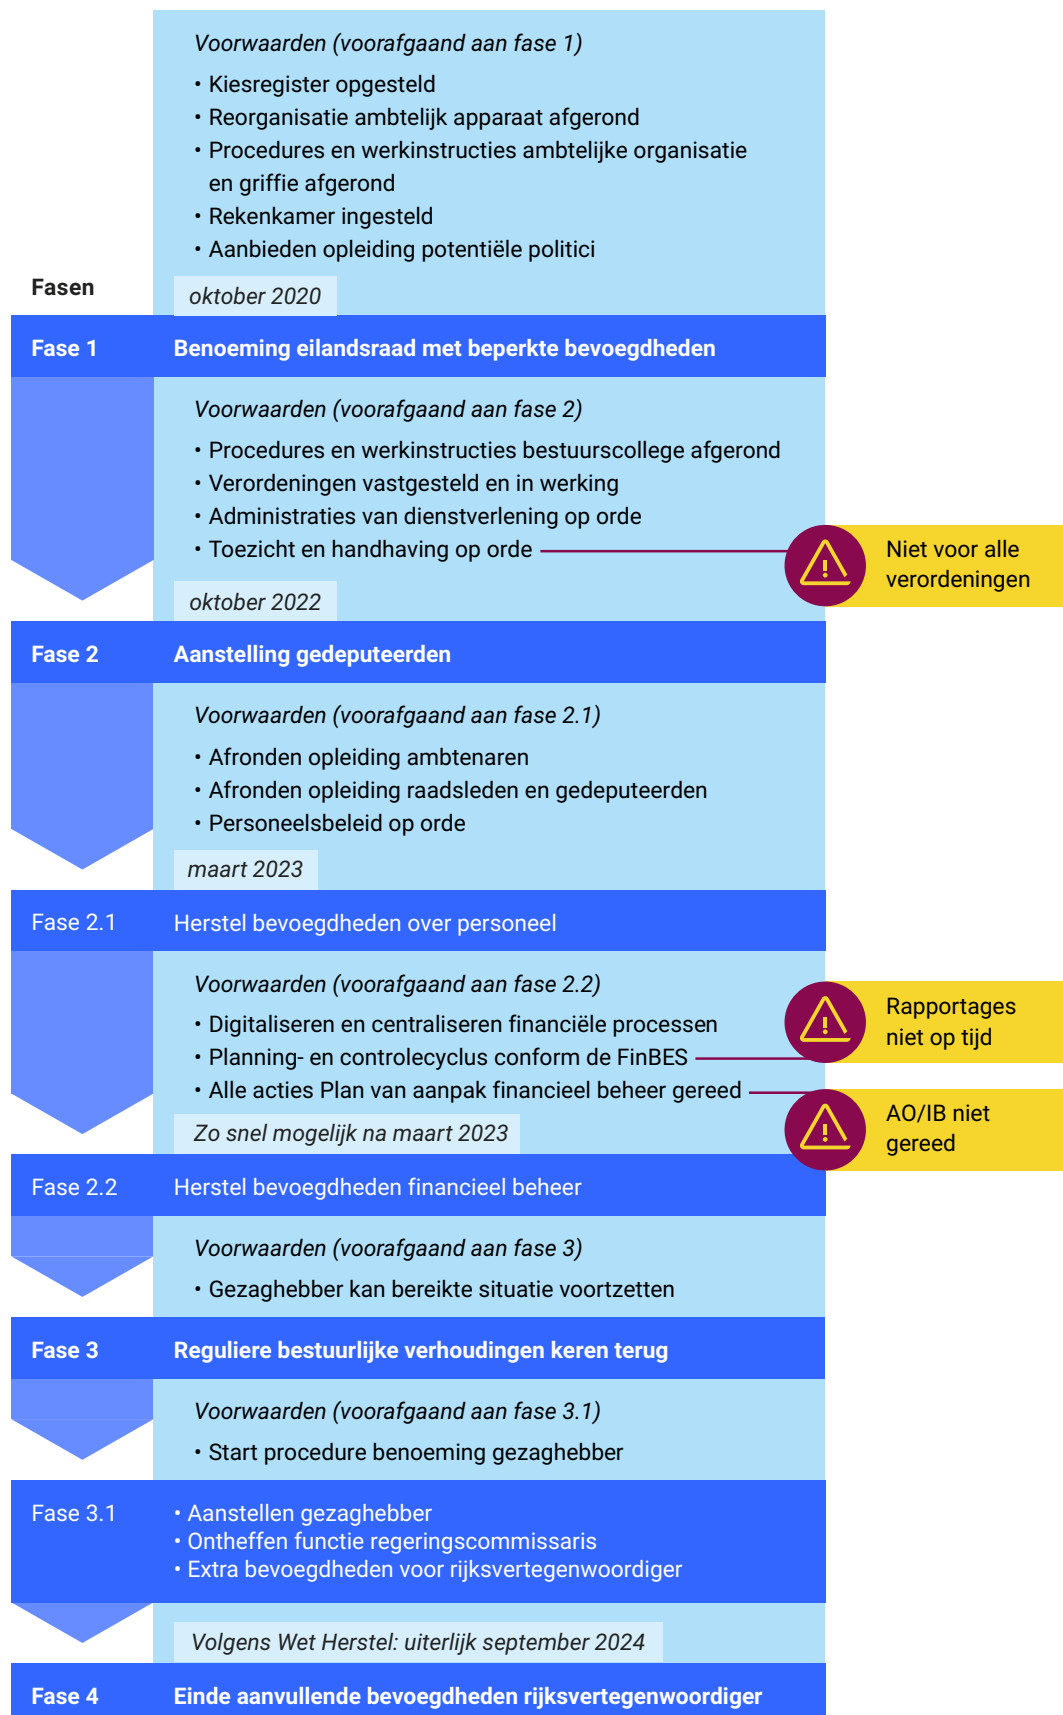 Voorwaarden (voorafgaand aan fase 1)
• Kiesregister opgesteld
• Reorganisatie ambtelijk apparaat afgerond
• Procedures en werkinstructies ambtelijke organisatie
en griffie afgerond
• Rekenkamer ingesteld
• Aanbieden opleiding potentiële politici
Fasen
oktober 2020
Fase 1 Benoeming eilandsraad met beperkte bevoegdheden
Voorwaarden (voorafgaand aan fase 2)
• Procedures en werkinstructies bestuurscollege afgerond
• Verordeningen vastgesteld en in werking
• Administraties van dienstverlening op orde
• Toezicht en handhaving op orde
Niet voor alle
verordeningen
oktober 2022
Fase 2 Aanstelling gedeputeerden
Voorwaarden (voorafgaand aan fase 2.1)
• Afronden opleiding ambtenaren
• Afronden opleiding raadsleden en gedeputeerden
• Personeelsbeleid op orde
maart 2023
Fase 2.1 Herstel bevoegdheden over personeel
Voorwaarden (voorafgaand aan fase 2.2)
• Digitaliseren en centraliseren financiële processen
• Planning- en controlecyclus conform de FinBES
Rapportages
niet op tijd
• Alle acties Plan van aanpak financieel beheer gereed
AO/IB niet
gereed
Zo snel mogelijk na maart 2023
Fase 2.2 Herstel bevoegdheden financieel beheer
Voorwaarden (voorafgaand aan fase 3)
• Gezaghebber kan bereikte situatie voortzetten
Fase 3 Reguliere bestuurlijke verhoudingen keren terug
Voorwaarden (voorafgaand aan fase 3.1)
• Start procedure benoeming gezaghebber
Fase 3.1 • Aanstellen gezaghebber
• Ontheffen functie regeringscommissaris
• Extra bevoegdheden voor rijksvertegenwoordiger
Volgens Wet Herstel: uiterlijk september 2024
Fase 4 Einde aanvullende bevoegdheden rijksvertegenwoordiger